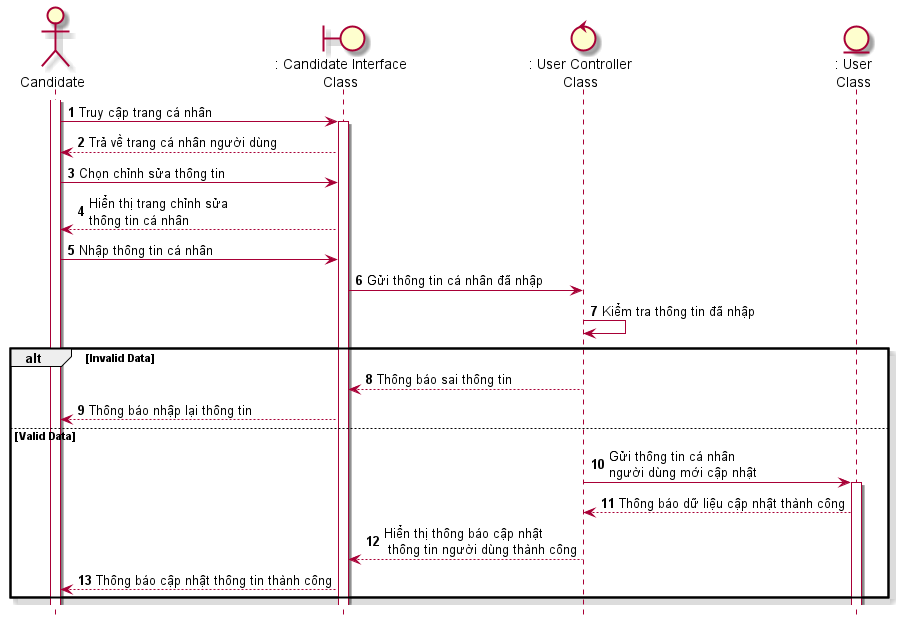 Candidate
: Candidate Interface
Class
: User Controller
Class
: User
Class
1 Truy cập trang cá nhân
2 Trả về trang cá nhân người dùng
3 Chọn chỉnh sửa thông tin
4 Hiển thị trang chỉnh sửa
thông tin cá nhân
5 Nhập thông tin cá nhân
6 Gửi thông tin cá nhân đã nhập
7 Kiểm tra thông tin đã nhập
alt [Invalid Data]
8 Thông báo sai thông tin
9 Thông báo nhập lại thông tin
[Valid Data]
10 Gửi thông tin cá nhân
người dùng mới cập nhật
11 Thông báo dữ liệu cập nhật thành công
12 Hiển thị thông báo cập nhật
thông tin người dùng thành công
13 Thông báo cập nhật thông tin thành công